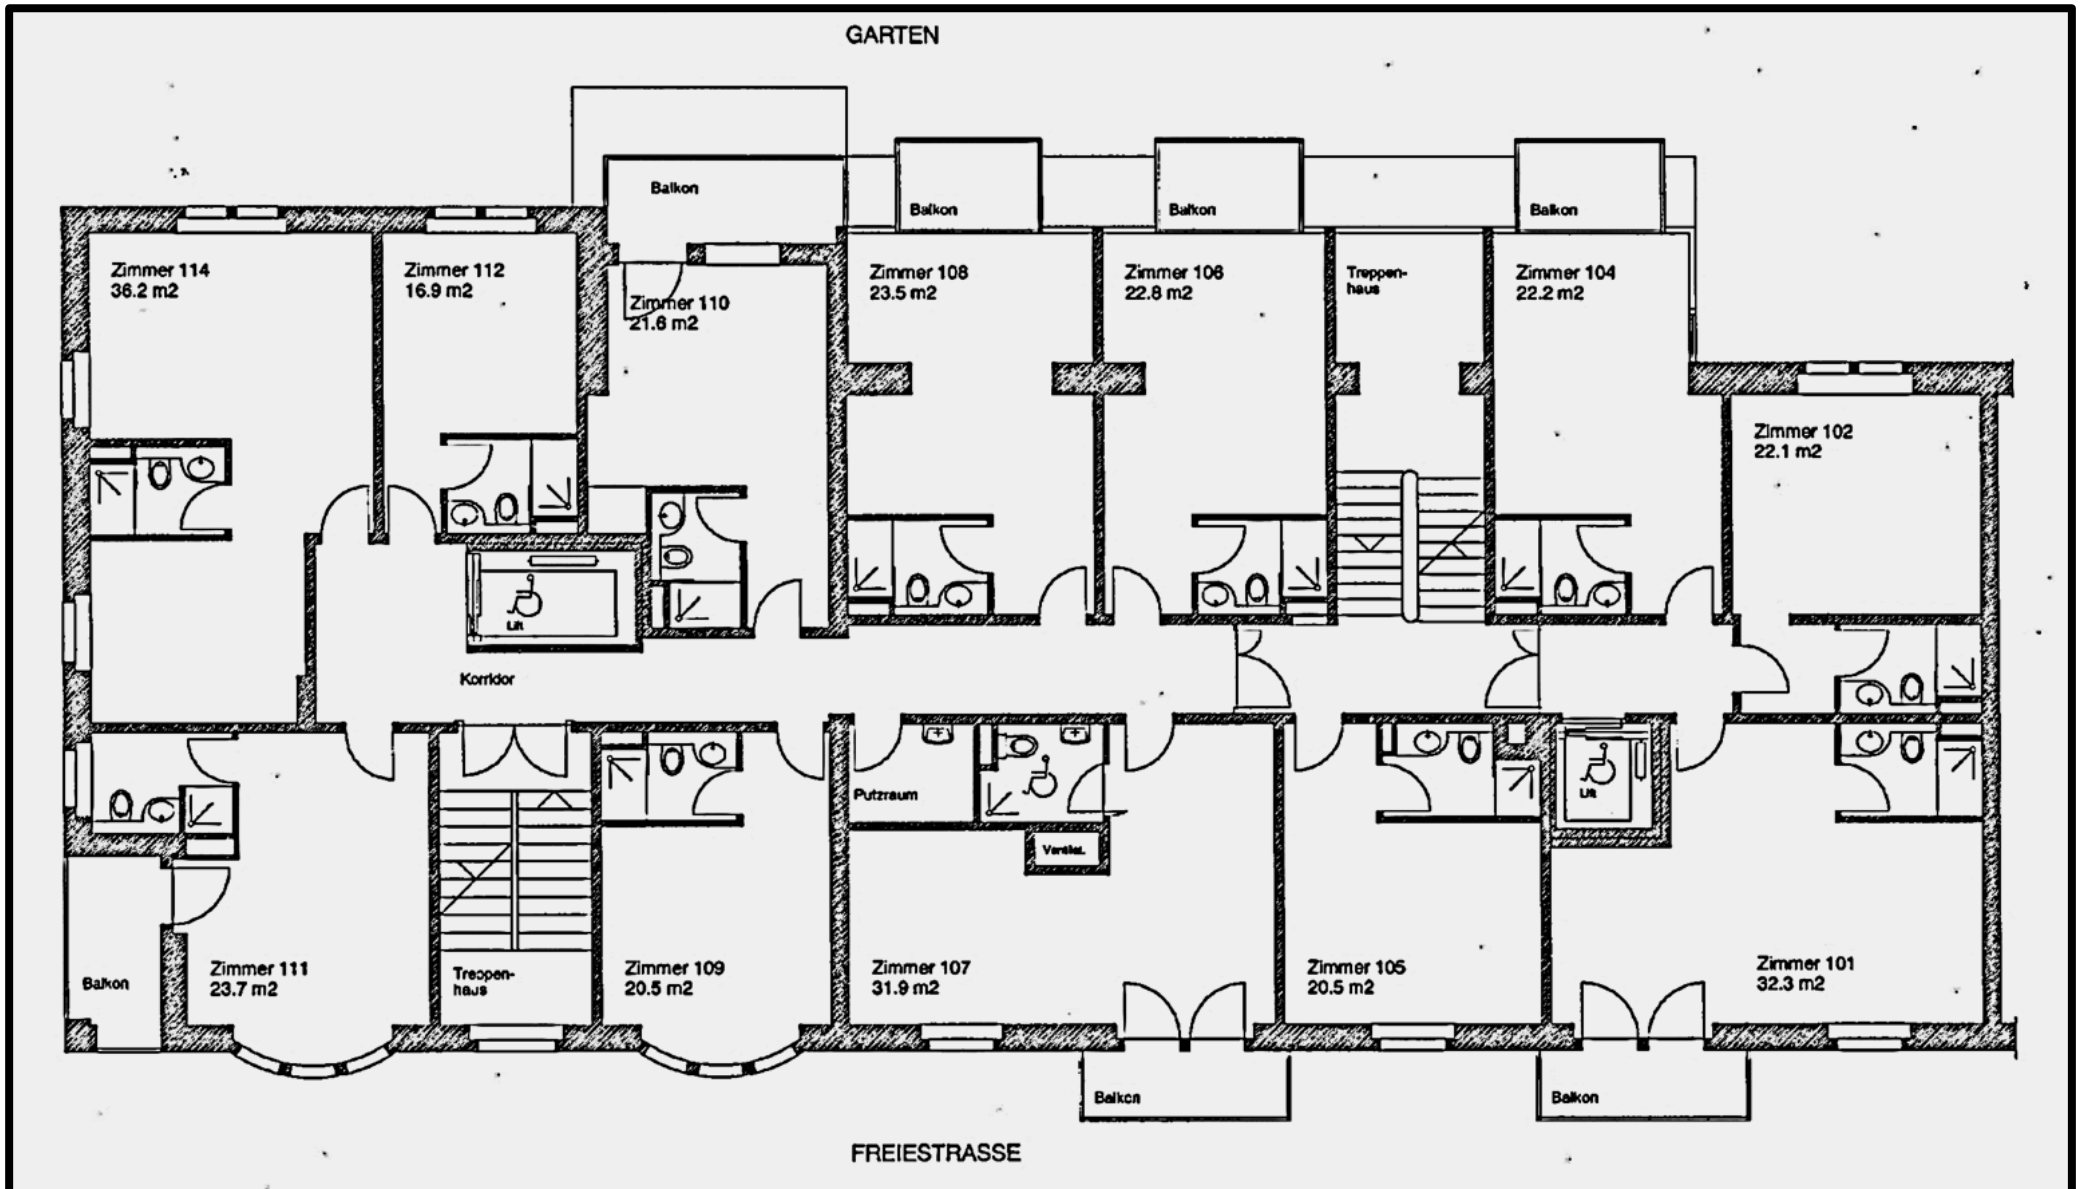 GARTEN
Balkon
Balkon
Balkon
Balkon
Zimmer 114
36.2 m2
Zimmer 112
16.9 m2
Zimmer 110
21.6 m2
Zimmer 108
23.5 m2
Zimmer 106
22.8 m2
Treppen-
haus
Zimmer 104
22.2 m2
Zimmer 102
22.1 m2
Lift
Korridor
Putzraum
Lift
Ventilat.
Balkon
Zimmer 111
23.7 m2
Treppen-
haus
Zimmer 109
20.5 m2
Zimmer 107
31.9 m2
Zimmer 105
20.5 m2
Zimmer 101
32.3 m2
Balkon
Balkon
FREIESTRASSE